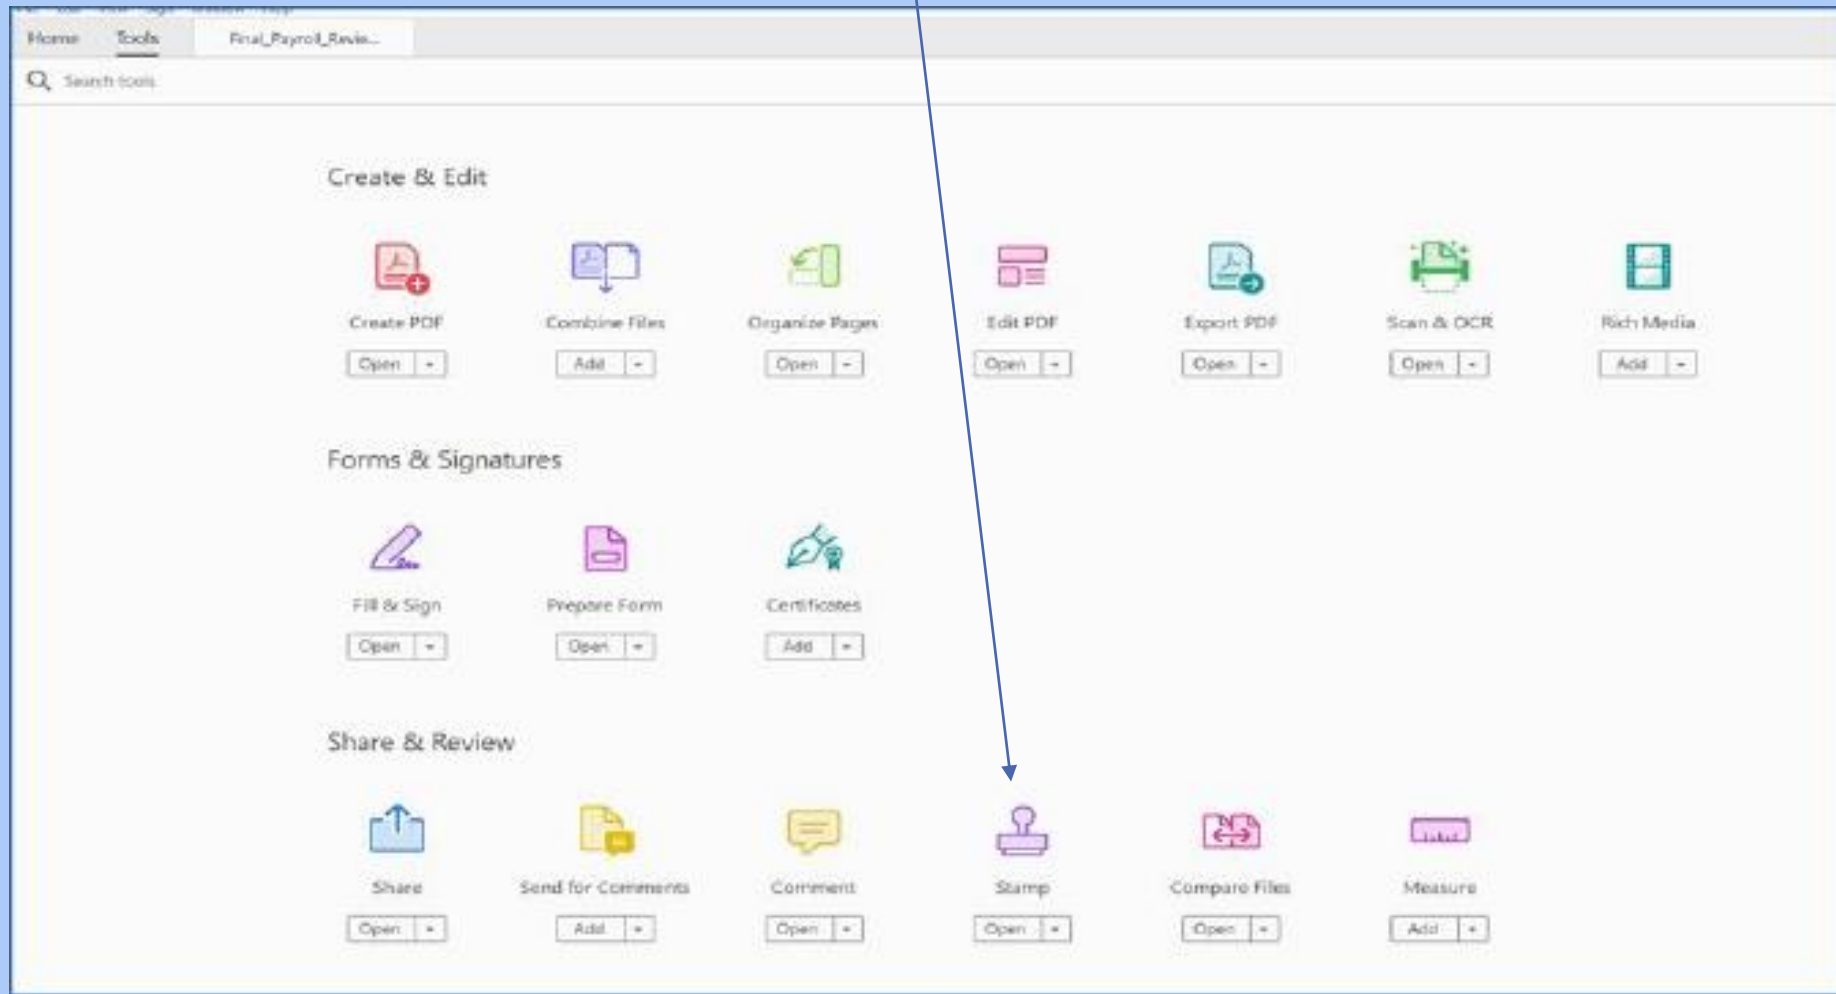 Home Tools Final_Payroll_Revie...
Search tools
Create & Edit
Create PDF Combine Files Organize Pages Edit PDF Export PDF Scan & OCR Rich Media
Open Add Open Open Open Open Add
Forms & Signatures
Fill & Sign Prepare Form Certificates
Open Open Add
Share & Review
Share Send for Comments Comment Stamp Compare Files Measure
Open Add Open Open Open Add